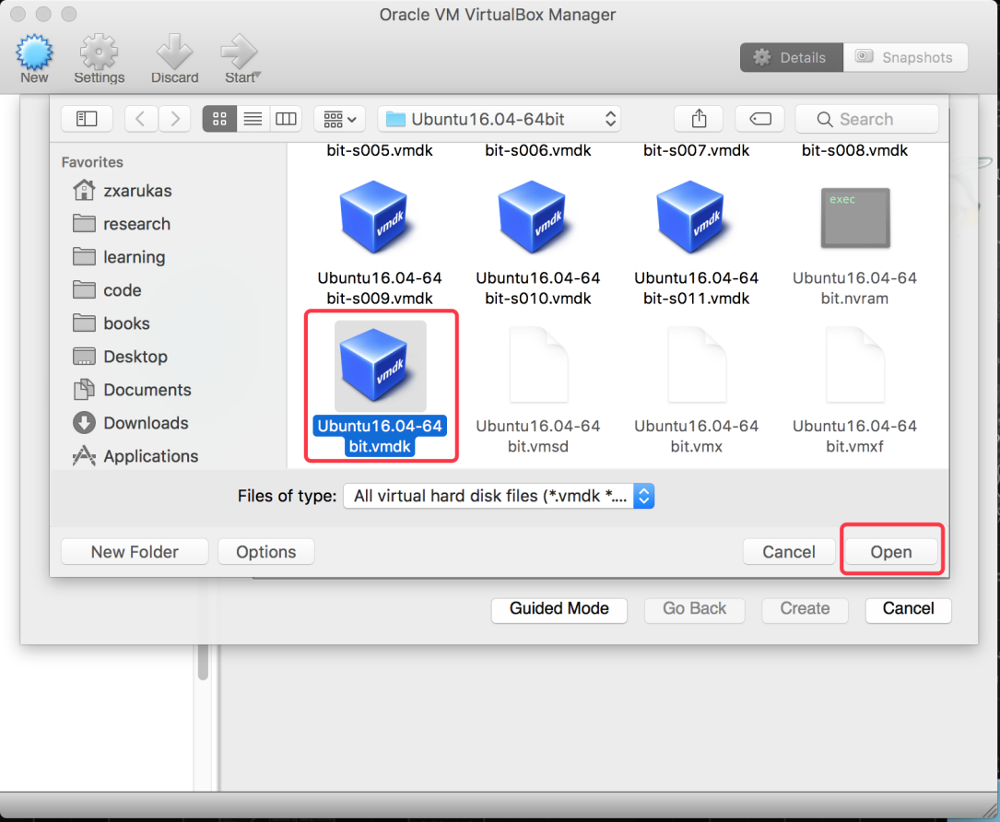 Oracle VM VirtualBox Manager
New
Settings
Discard
Start
Details
Snapshots
Ubuntu16.04-64bit
Search
Favorites
zxarukas
research
learning
code
books
Desktop
Documents
Downloads
Applications
bit-s005.vmdk
bit-s006.vmdk
bit-s007.vmdk
bit-s008.vmdk
vmdk
vmdk
vmdk
exec
Ubuntu16.04-64
bit-s009.vmdk
Ubuntu16.04-64
bit-s010.vmdk
Ubuntu16.04-64
bit-s011.vmdk
Ubuntu16.04-64
bit.nvram
vmdk
Ubuntu16.04-64
bit.vmdk
Ubuntu16.04-64
bit.vmsd
Ubuntu16.04-64
bit.vmx
Ubuntu16.04-64
bit.vmxf
Files of type:
All virtual hard disk files (*.vmdk *....
New Folder
Options
Cancel
Open
Guided Mode
Go Back
Create
Cancel